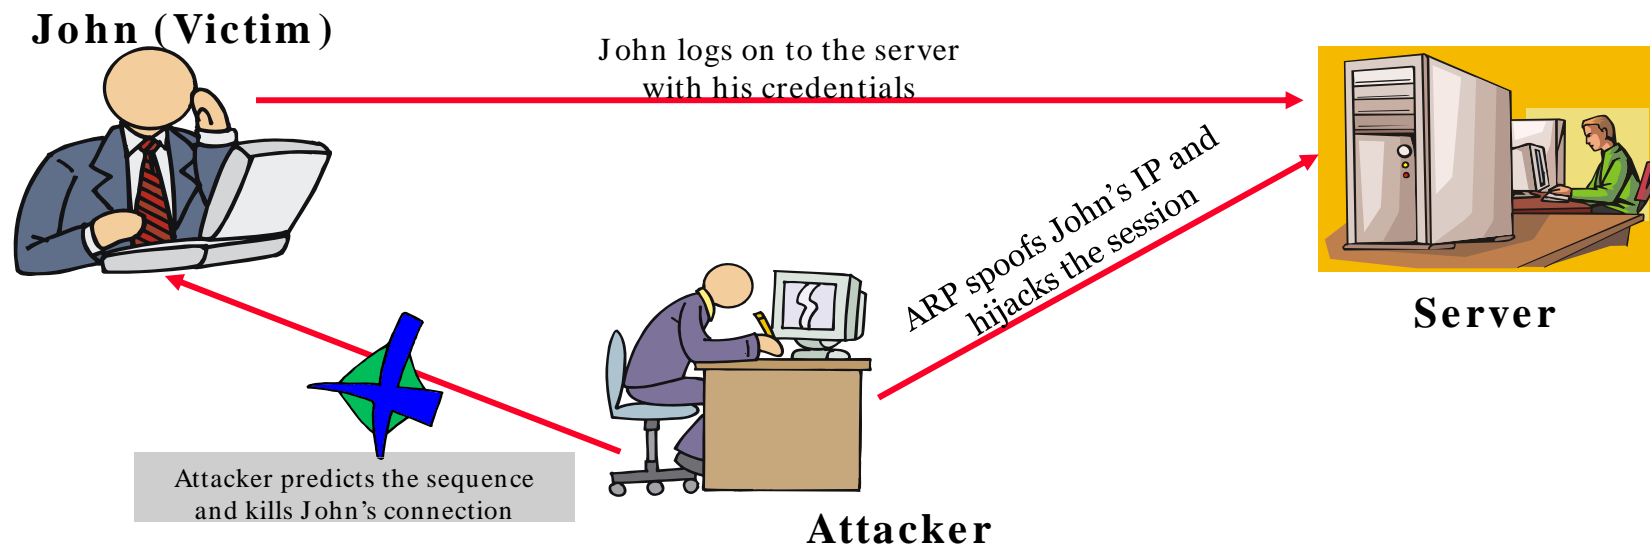 John (Victim)
John logs on to the server
with his credentials
ARP spoofs John’s IP and
hijacks the session
Server
Attacker predicts the sequence
and kills John’s connection
Attacker